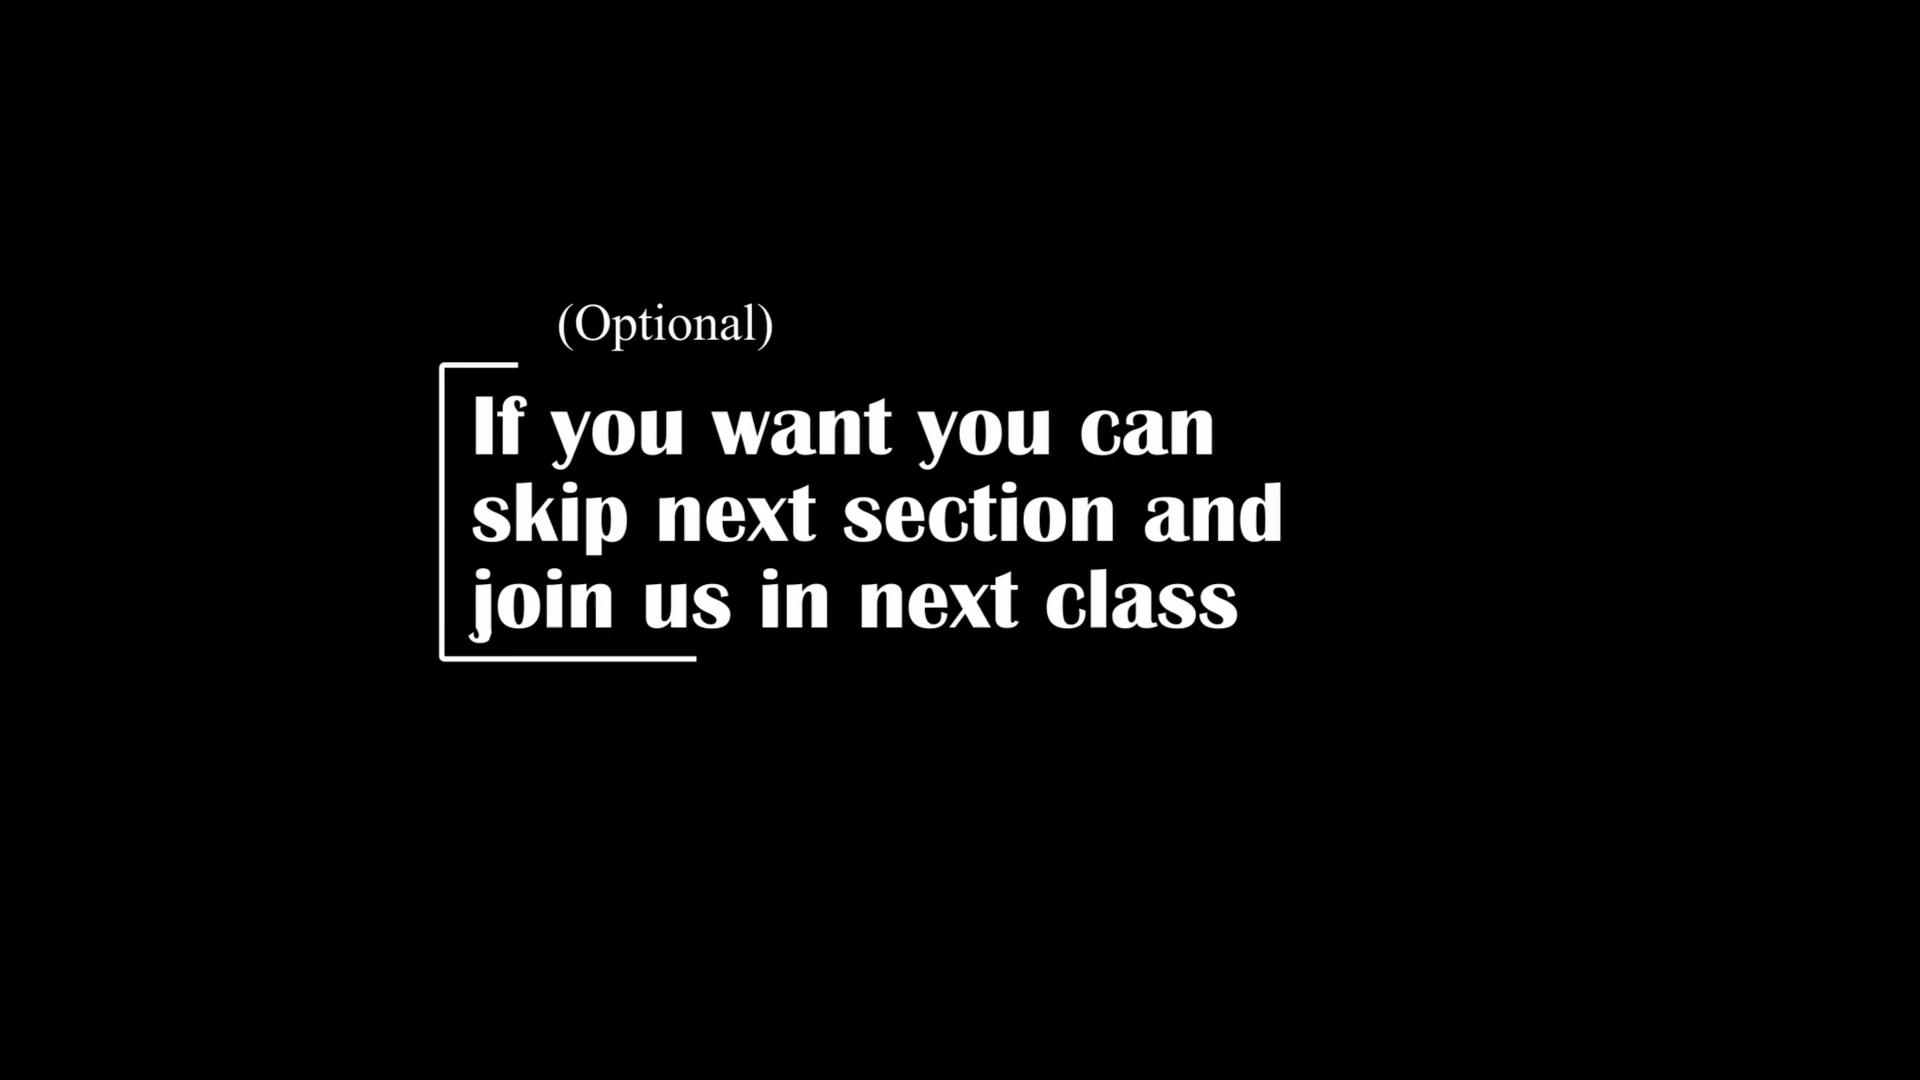 (Optional)
If you want you can
skip next section and
join us in next class